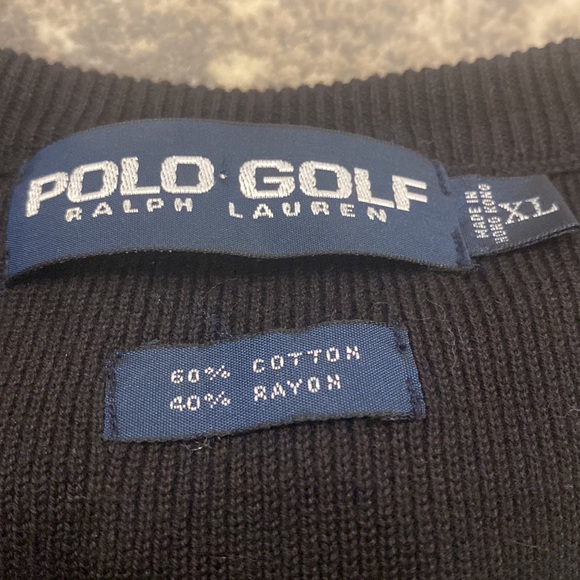 POLO GOLF
RALPH LAUREN
MADE IN
HONG KONG
XL
60% COTTON
40% RAYON